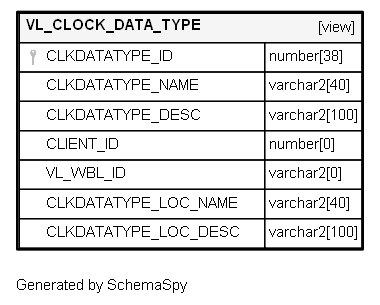 VL_CLOCK_DATA_TYPE [view]
CLKDATATYPE_ID number[38]
CLKDATATYPE_NAME varchar2[40]
CLKDATATYPE_DESC varchar2[100]
CLIENT_ID number[0]
VL_WBL_ID varchar2[0]
CLKDATATYPE_LOC_NAME varchar2[40]
CLKDATATYPE_LOC_DESC varchar2[100]
Generated by SchemaSpy